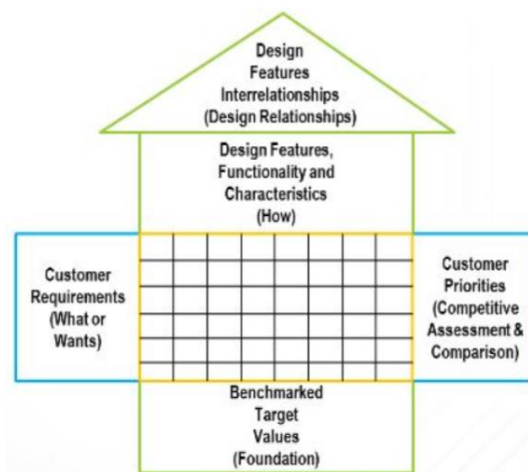 Design
Features
Interrelationships
(Design Relationships)
Design Features,
Functionality and
Characteristics
(How)
Customer
Requirements
(What or
Wants)
Customer
Priorities
(Competitive
Assessment &
Comparison)
Benchmarked
Target
Values
(Foundation)